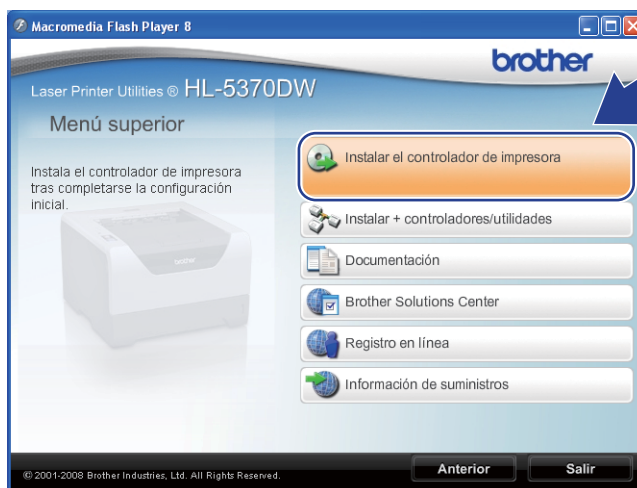 Macromedia Flash Player 8
brother
Laser Printer Utilities ® HL-5370DW
Menú superior
Instala el controlador de impresora
tras completarse la configuración
inicial.
Instalar el controlador de impresora
Instalar + controladores/utilidades
Documentación
Brother Solutions Center
Registro en línea
Información de suministros
© 2001-2008 Brother Industries, Ltd. All Rights Reserved.
Anterior
Salir